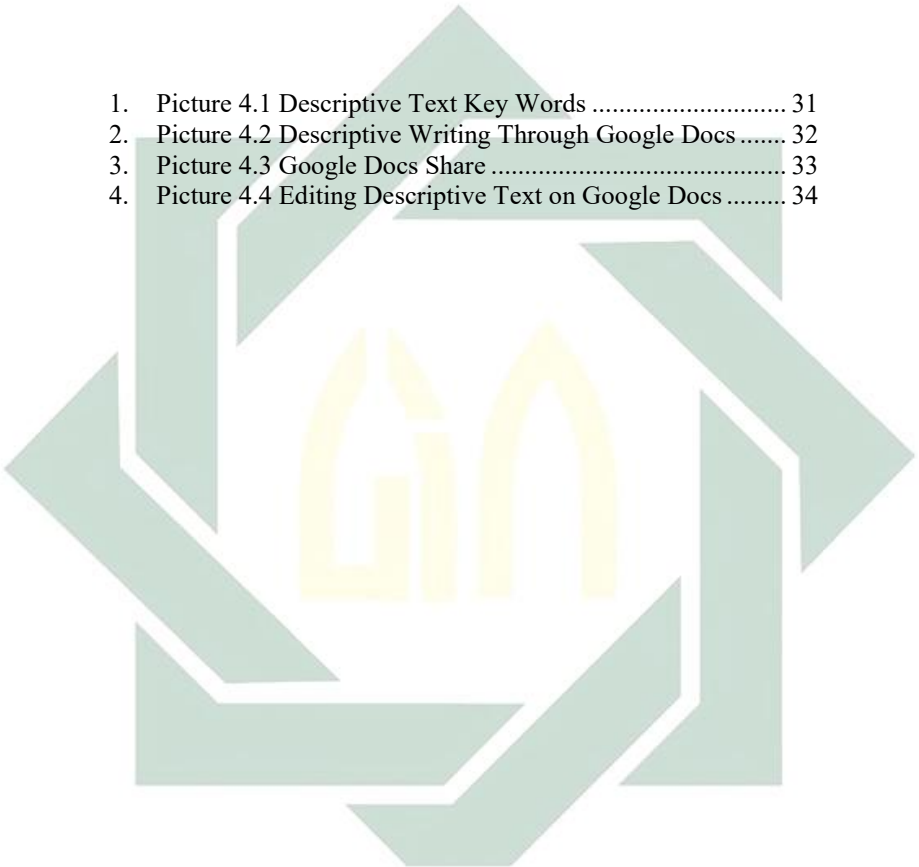 1. Picture 4.1 Descriptive Text Key Words ............................ 31
2. Picture 4.2 Descriptive Writing Through Google Docs ....... 32
3. Picture 4.3 Google Docs Share .......................................... 33
4. Picture 4.4 Editing Descriptive Text on Google Docs ......... 34